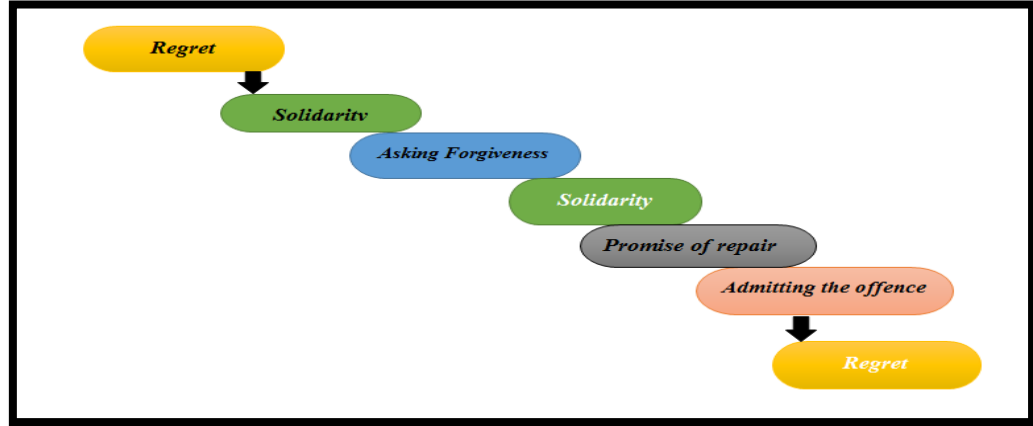 Regret
Solidarity
Asking Forgiveness
Solidarity
Promise of repair
Admitting the offence
Regret